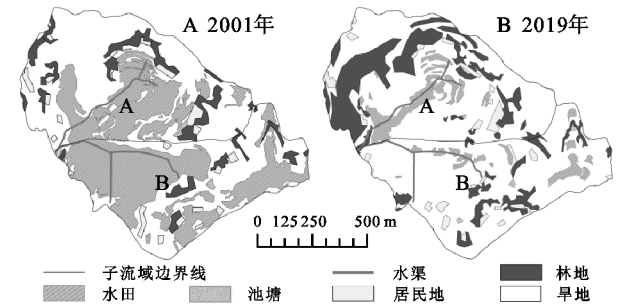 A 2001年
B 2019年
A
A
B
B
0 125 250 500 m
子流域边界线 水渠 林地
水田 池塘 居民地 旱地